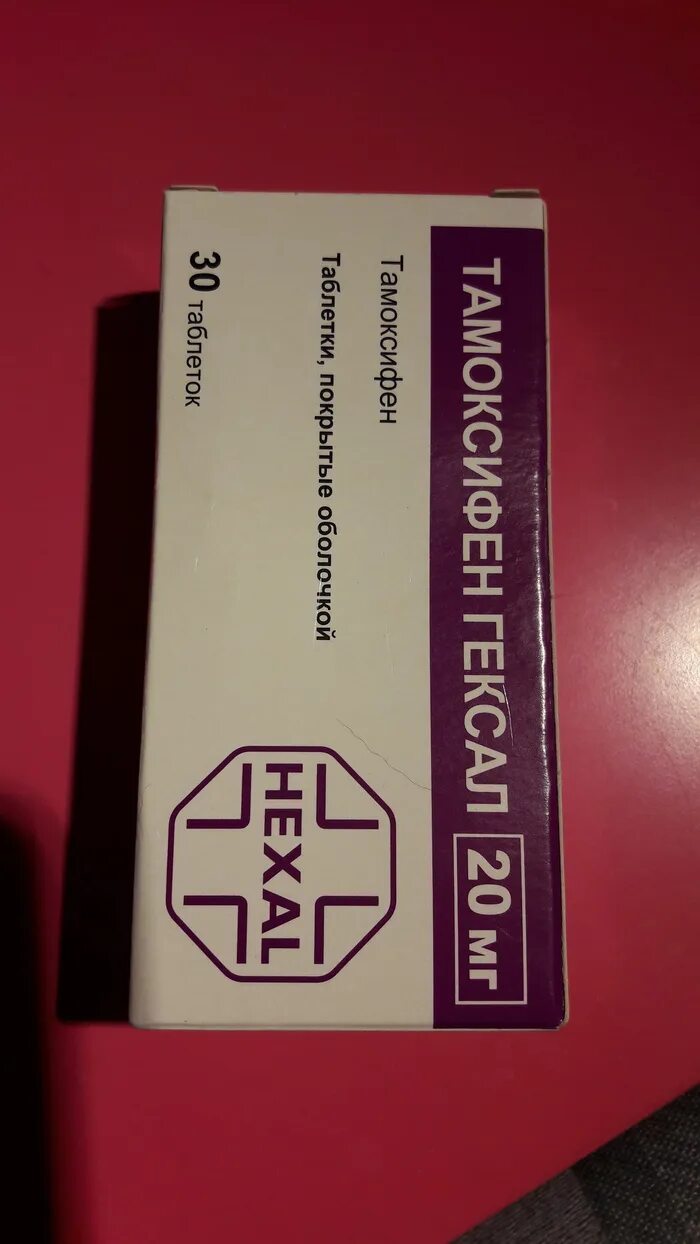 ТАМОКСИФЕН ГЕКСАЛ 20 мг
Тамоксифен
Таблетки, покрытые оболочкой
30 таблеток
HEXAL